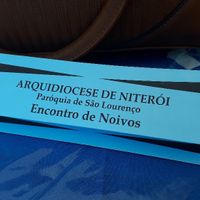 ARQUIDIOCESE DE NITERÓI
Paróquia de São Lourenço
Encontro de Noivos